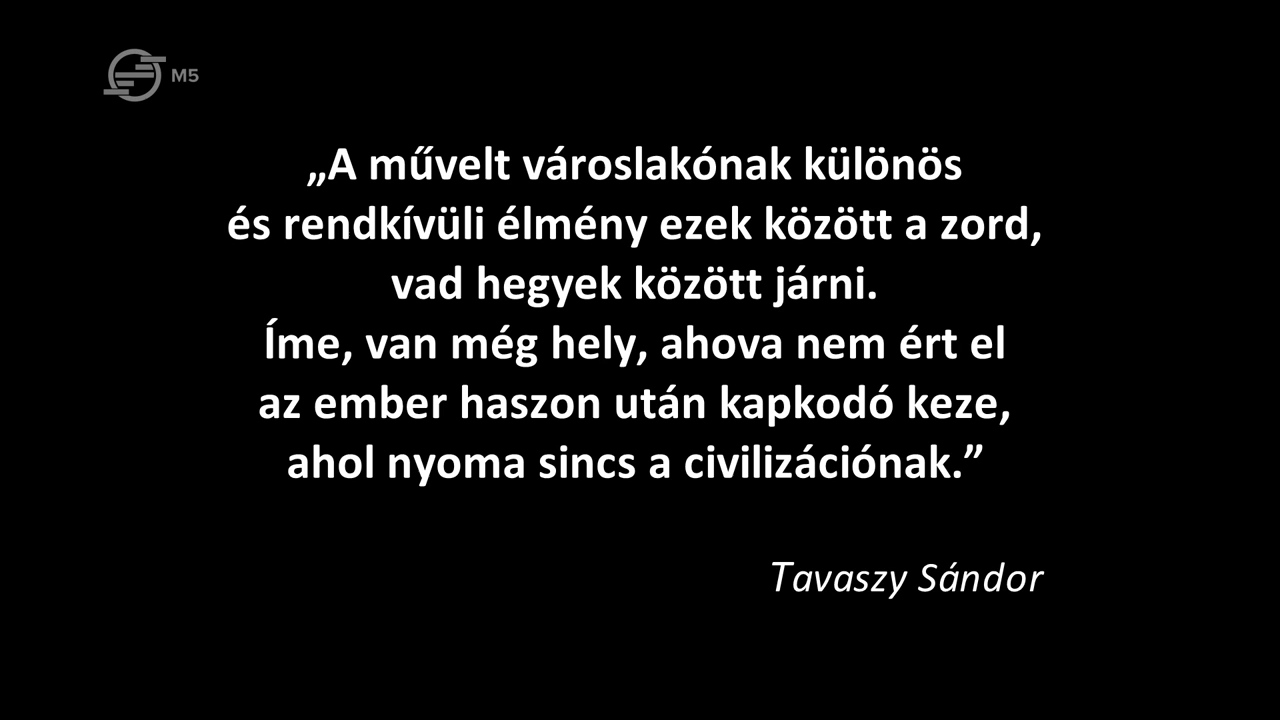 M5
„A művelt városlakónak különös
és rendkívüli élmény ezek között a zord,
vad hegyek között járni.
Íme, van még hely, ahova nem ért el
az ember haszon után kapkodó keze,
ahol nyoma sincs a civilizációnak.”
Tavaszy Sándor